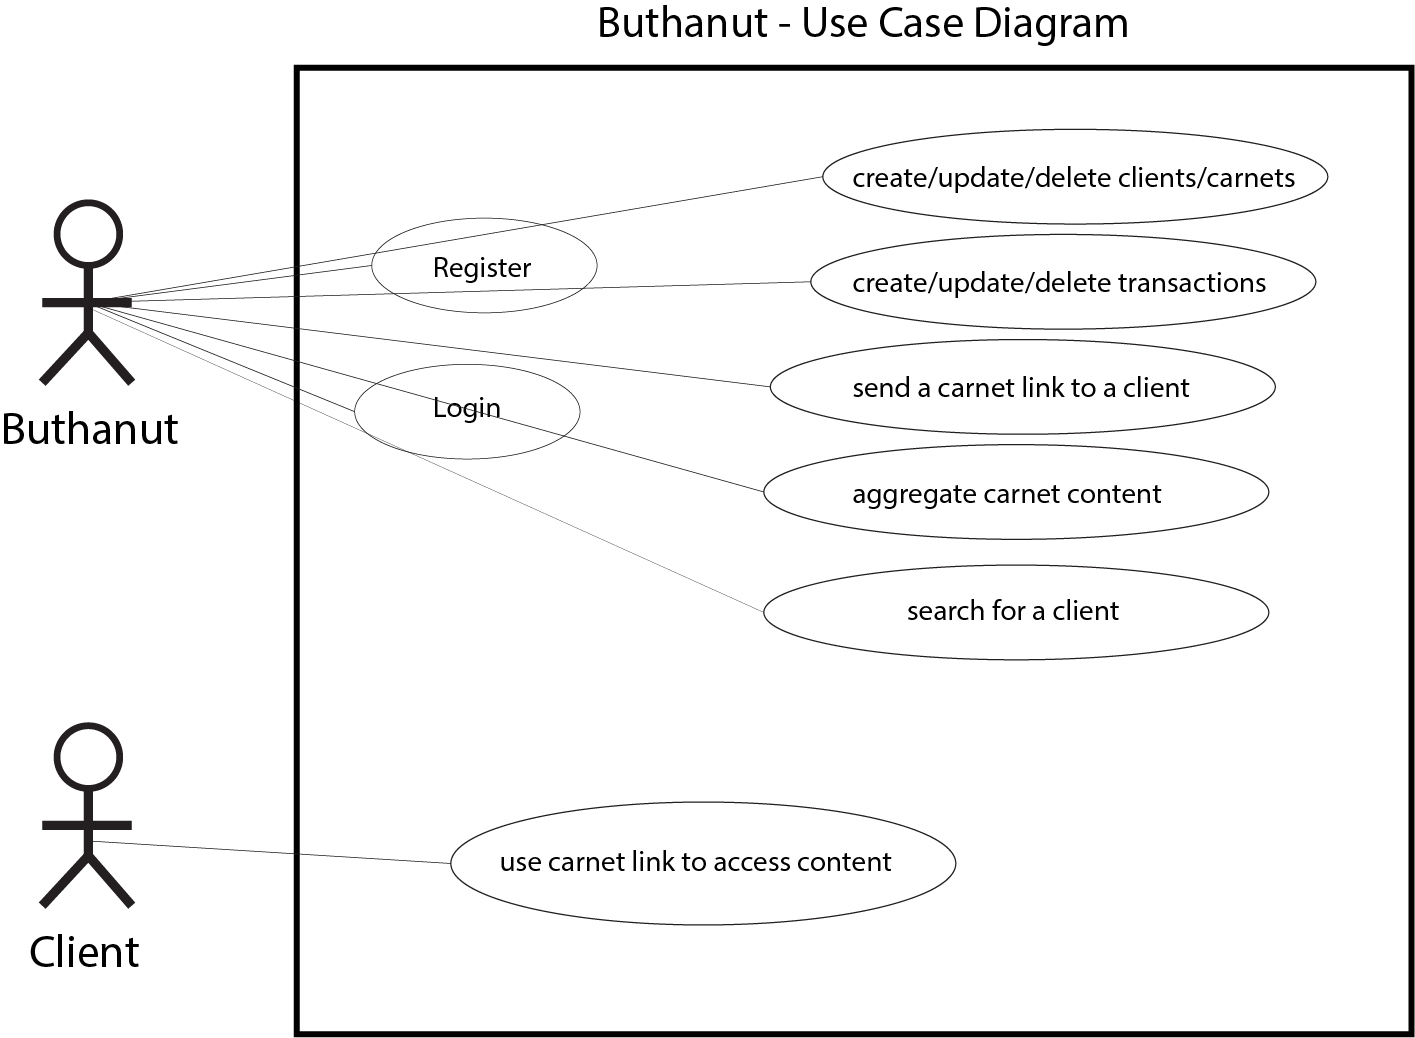 Buthanut - Use Case Diagram
create/update/delete clients/carnets
Register
create/update/delete transactions
send a carnet link to a client
Login
Buthanut
aggregate carnet content
search for a client
use carnet link to access content
Client